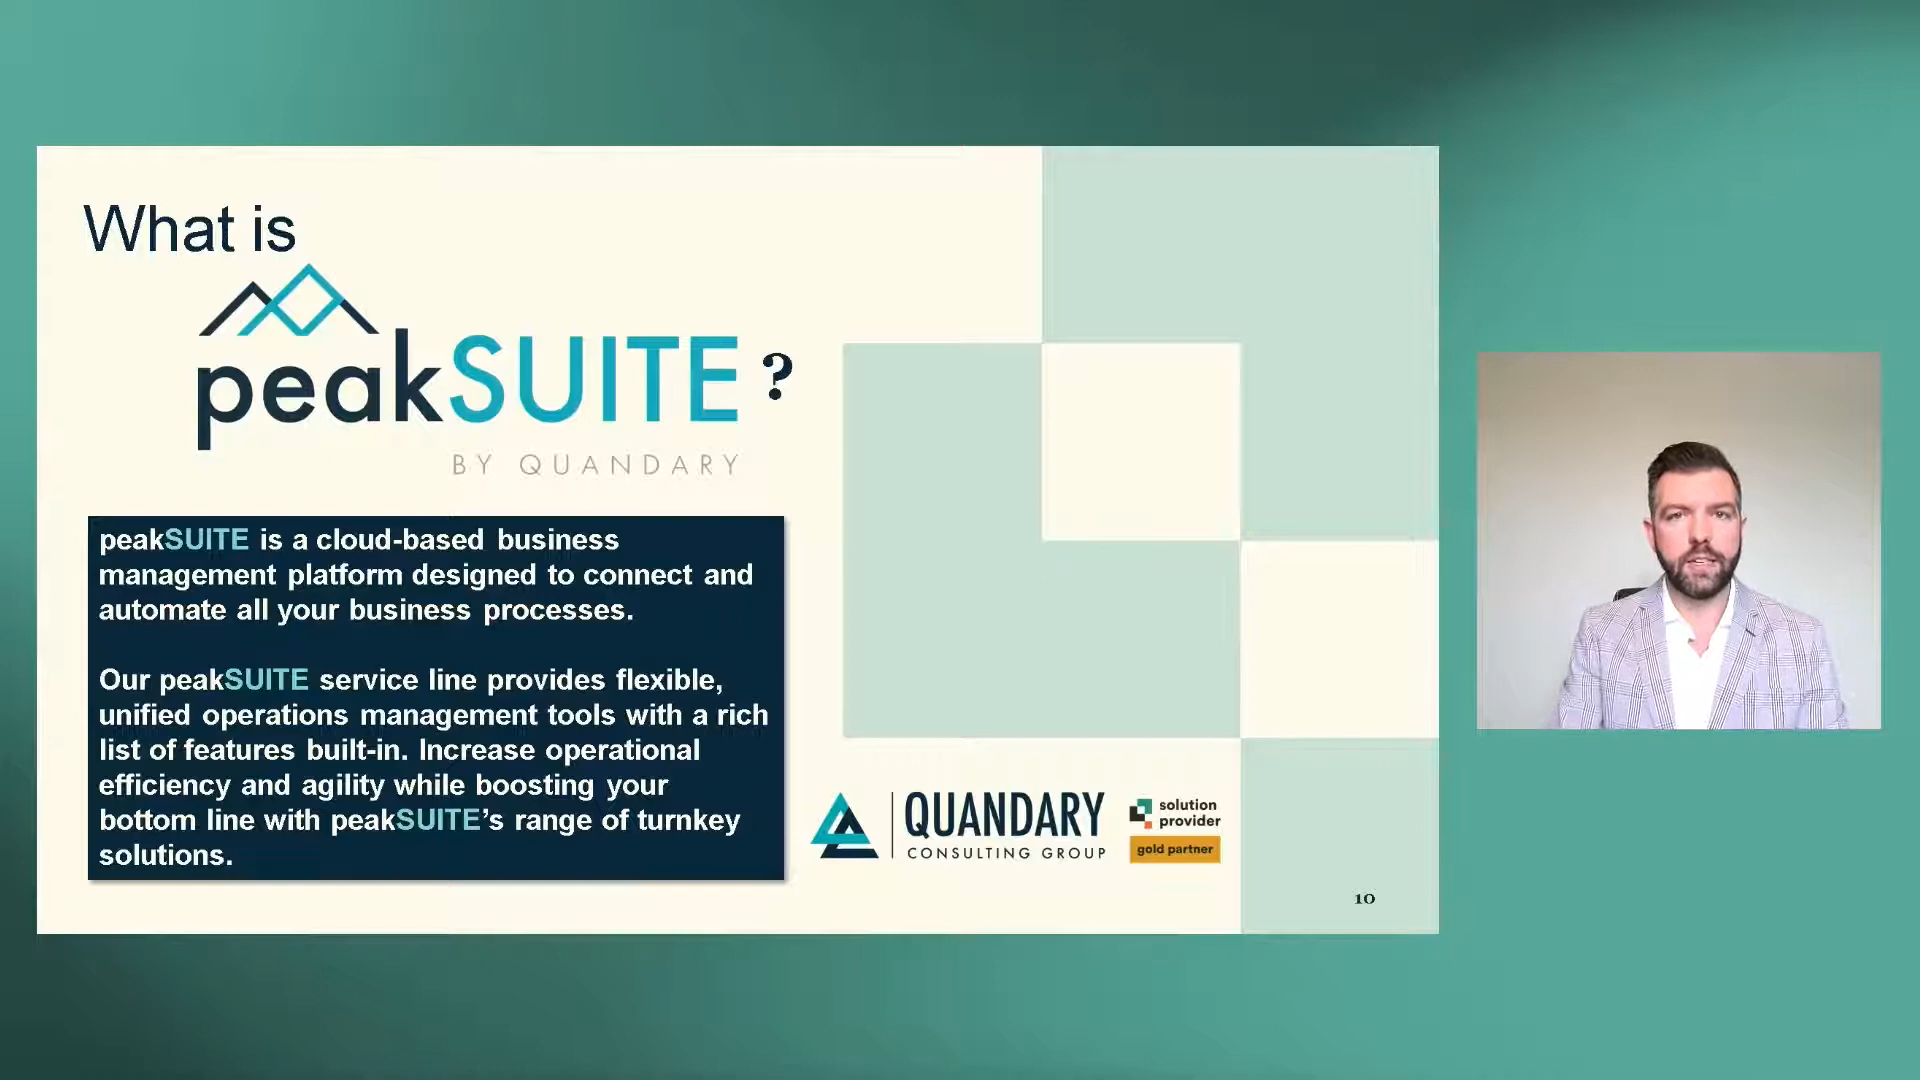 What is
peakSUITE ?
BY QUANDARY
peakSUITE is a cloud-based business
management platform designed to connect and
automate all your business processes.
Our peakSUITE service line provides flexible,
unified operations management tools with a rich
list of features built-in. Increase operational
efficiency and agility while boosting your
bottom line with peakSUITE’s range of turnkey
solutions.
QUANDARY
CONSULTING GROUP
solution
provider
gold partner
10